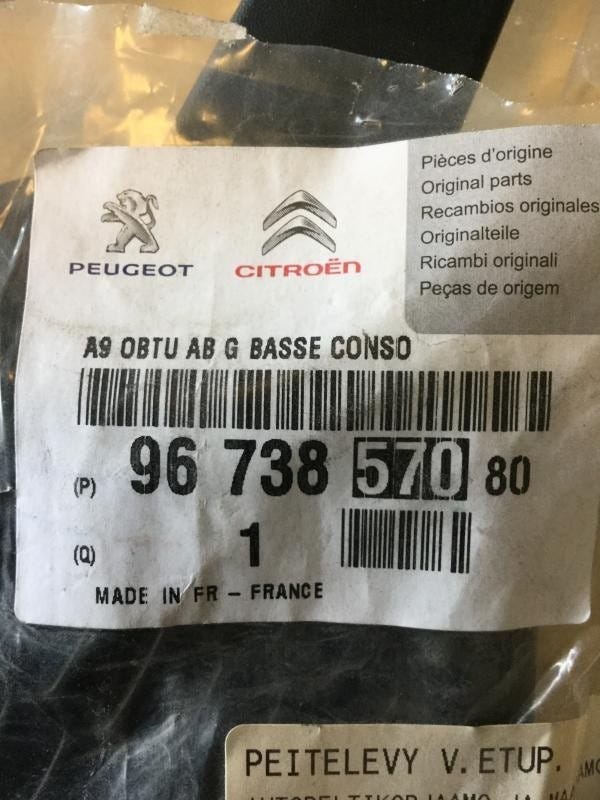 PEUGEOT
CITROËN
Pièces d'origine
Original parts
Recambios originales
Originalteile
Ricambi originali
Peças de origem
A9 OBTU AB G BASSE CONSO
(P) 96 738 570 80
(Q) 1
MADE IN FR - FRANCE
PEITELEVY V. ETUP.